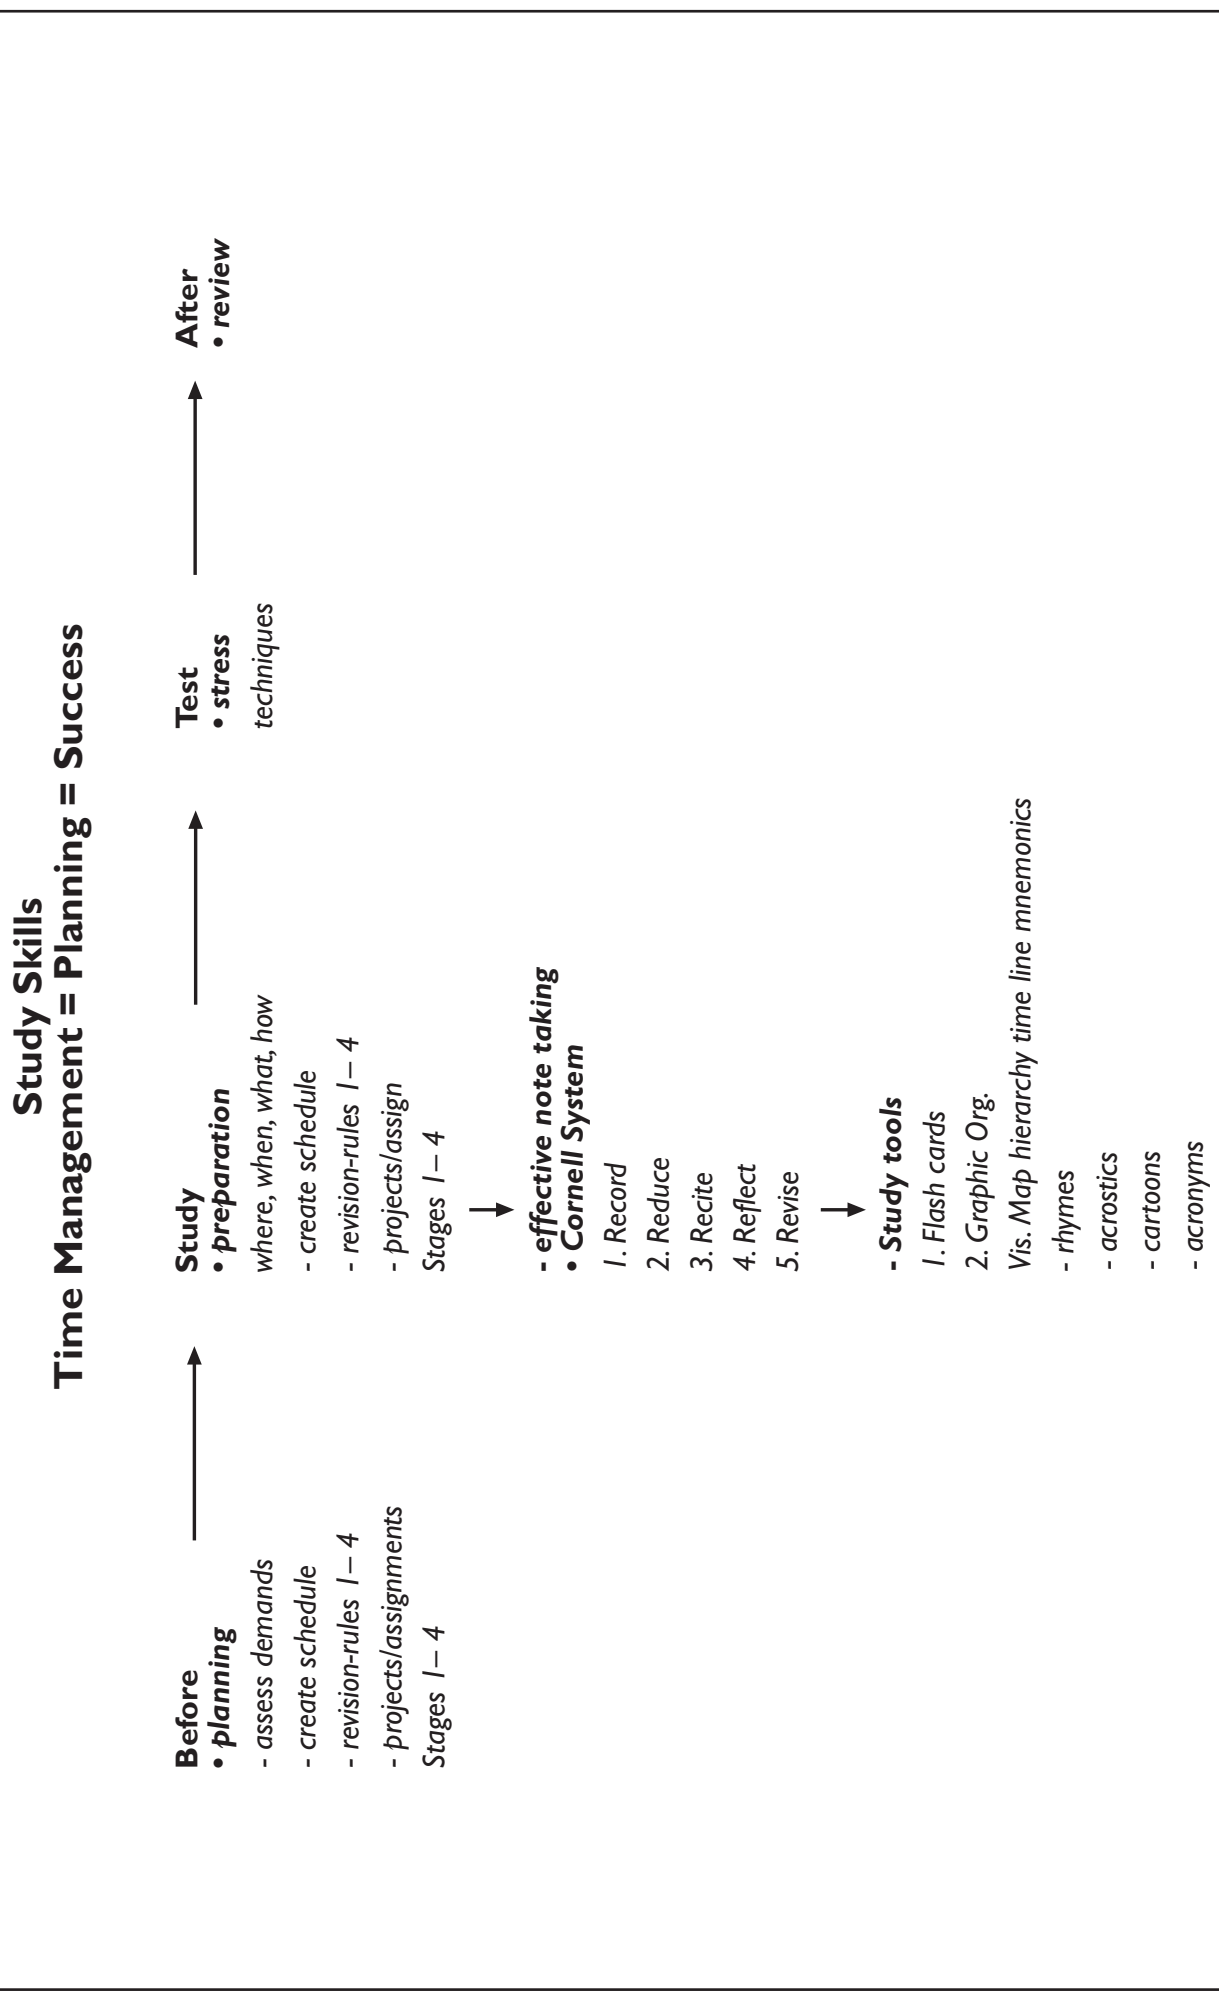 Study Skills
Time Management = Planning = Success
Before
• planning
- assess demands
- create schedule
- revision-rules 1– 4
- projects/assignments
Stages 1– 4
Study
• preparation
where, when, what, how
- create schedule
- revision-rules 1– 4
- projects/assign
Stages 1– 4
- effective note taking
• Cornell System
1. Record
2. Reduce
3. Recite
4. Reflect
5. Revise
- Study tools
1. Flash cards
2. Graphic Org.
Vis. Map hierarchy time line mnemonics
- rhymes
- acrostics
- cartoons
- acronyms
Test
• stress
techniques
After
• review